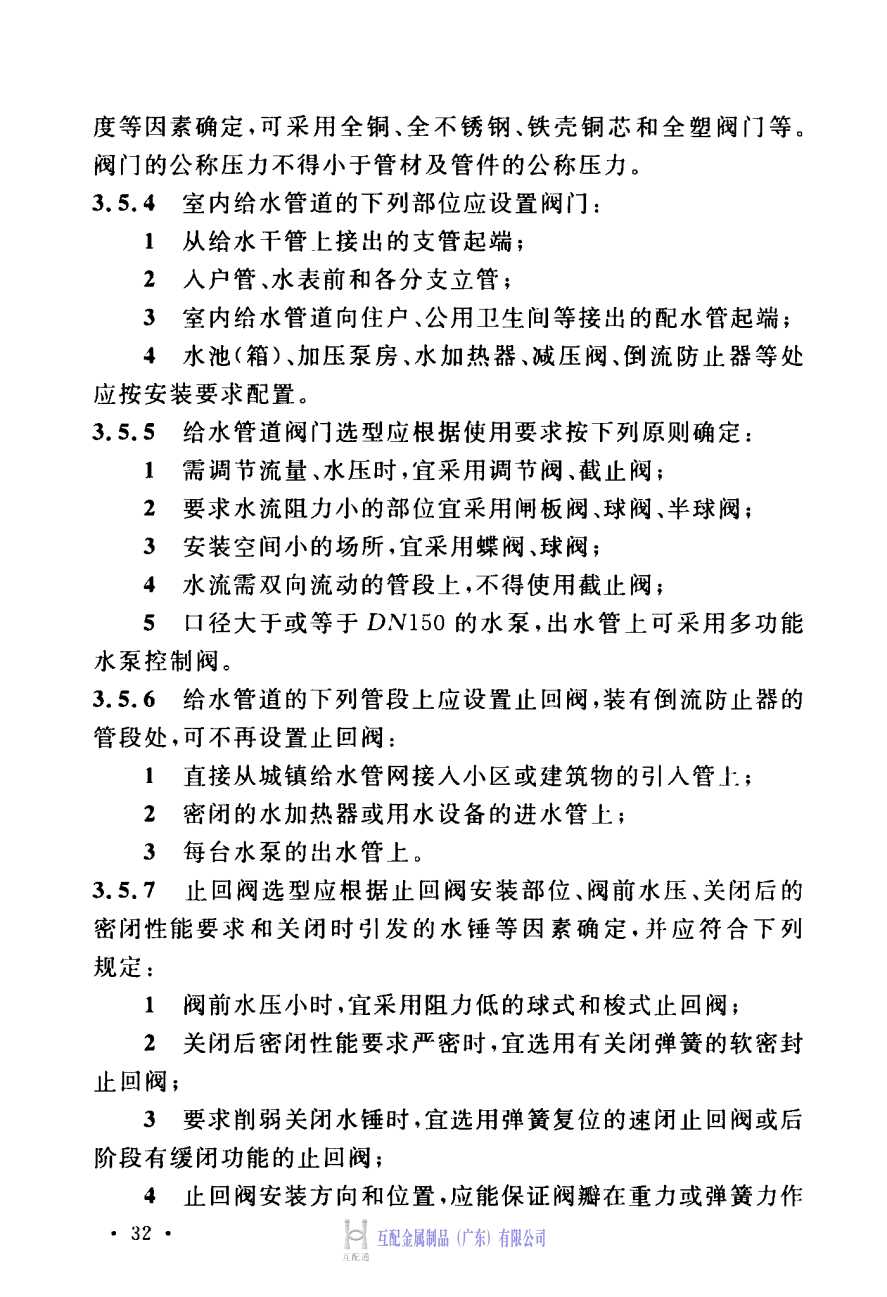 度等因素确定,可采用全铜、全不锈钢、铁壳铜芯和全塑阀门等。
阀门的公称压力不得小于管材及管件的公称压力。
3.5.4 室内给水管道的下列部位应设置阀门:
1 从给水干管上接出的支管起端;
2 入户管、水表前和各分支立管;
3 室内给水管道向住户、公用卫生间等接出的配水管起端;
4 水池(箱)、加压泵房、水加热器、减压阀、倒流防止器等处
应按安装要求配置。
3.5.5 给水管道阀门选型应根据使用要求按下列原则确定:
1 需调节流量、水压时,宜采用调节阀、截止阀;
2 要求水流阻力小的部位宜采用闸板阀、球阀、半球阀;
3 安装空间小的场所,宜采用蝶阀、球阀;
4 水流需双向流动的管段上,不得使用截止阀;
5 口径大于或等于 DN150 的水泵,出水管上可采用多功能
水泵控制阀。
3.5.6 给水管道的下列管段上应设置止回阀,装有倒流防止器的
管段处,可不再设置止回阀:
1 直接从城镇给水管网接入小区或建筑物的引入管上;
2 密闭的水加热器或用水设备的进水管上;
3 每台水泵的出水管上。
3.5.7 止回阀选型应根据止回阀安装部位、阀前水压、关闭后的
密闭性能要求和关闭时引发的水锤等因素确定,并应符合下列
规定:
1 阀前水压小时,宜采用阻力低的球式和梭式止回阀;
2 关闭后密闭性能要求严密时,宜选用有关闭弹簧的软密封
止回阀;
3 要求削弱关闭水锤时,宜选用弹簧复位的速闭止回阀或后
阶段有缓闭功能的止回阀;
4 止回阀安装方向和位置,应能保证阀瓣在重力或弹簧力作
· 32 ·
互配金属制品(广东)有限公司
互配通